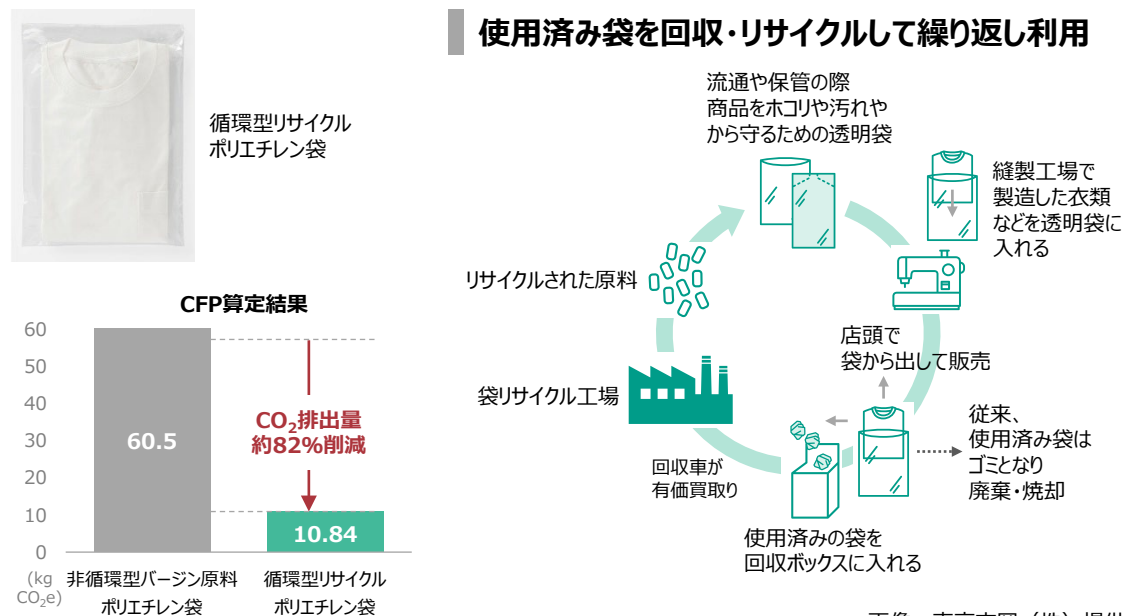 循環型リサイクル
ポリエチレン袋
CFP算定結果
60
50
40
30
20
10
0
(kg
CO₂e)
60.5
CO₂排出量
約82%削減
10.84
非循環型バージン原料
ポリエチレン袋
循環型リサイクル
ポリエチレン袋
使用済み袋を回収・リサイクルして繰り返し利用
流通や保管の際
商品をホコリや汚れや
から守るための透明袋
縫製工場で
製造した衣類
などを透明袋に
入れる
リサイクルされた原料
店頭で
袋から出して販売
袋リサイクル工場
従来、
使用済み袋は
ゴミとなり
廃棄・焼却
回収車が
有価買取り
使用済みの袋を
回収ボックスに入れる